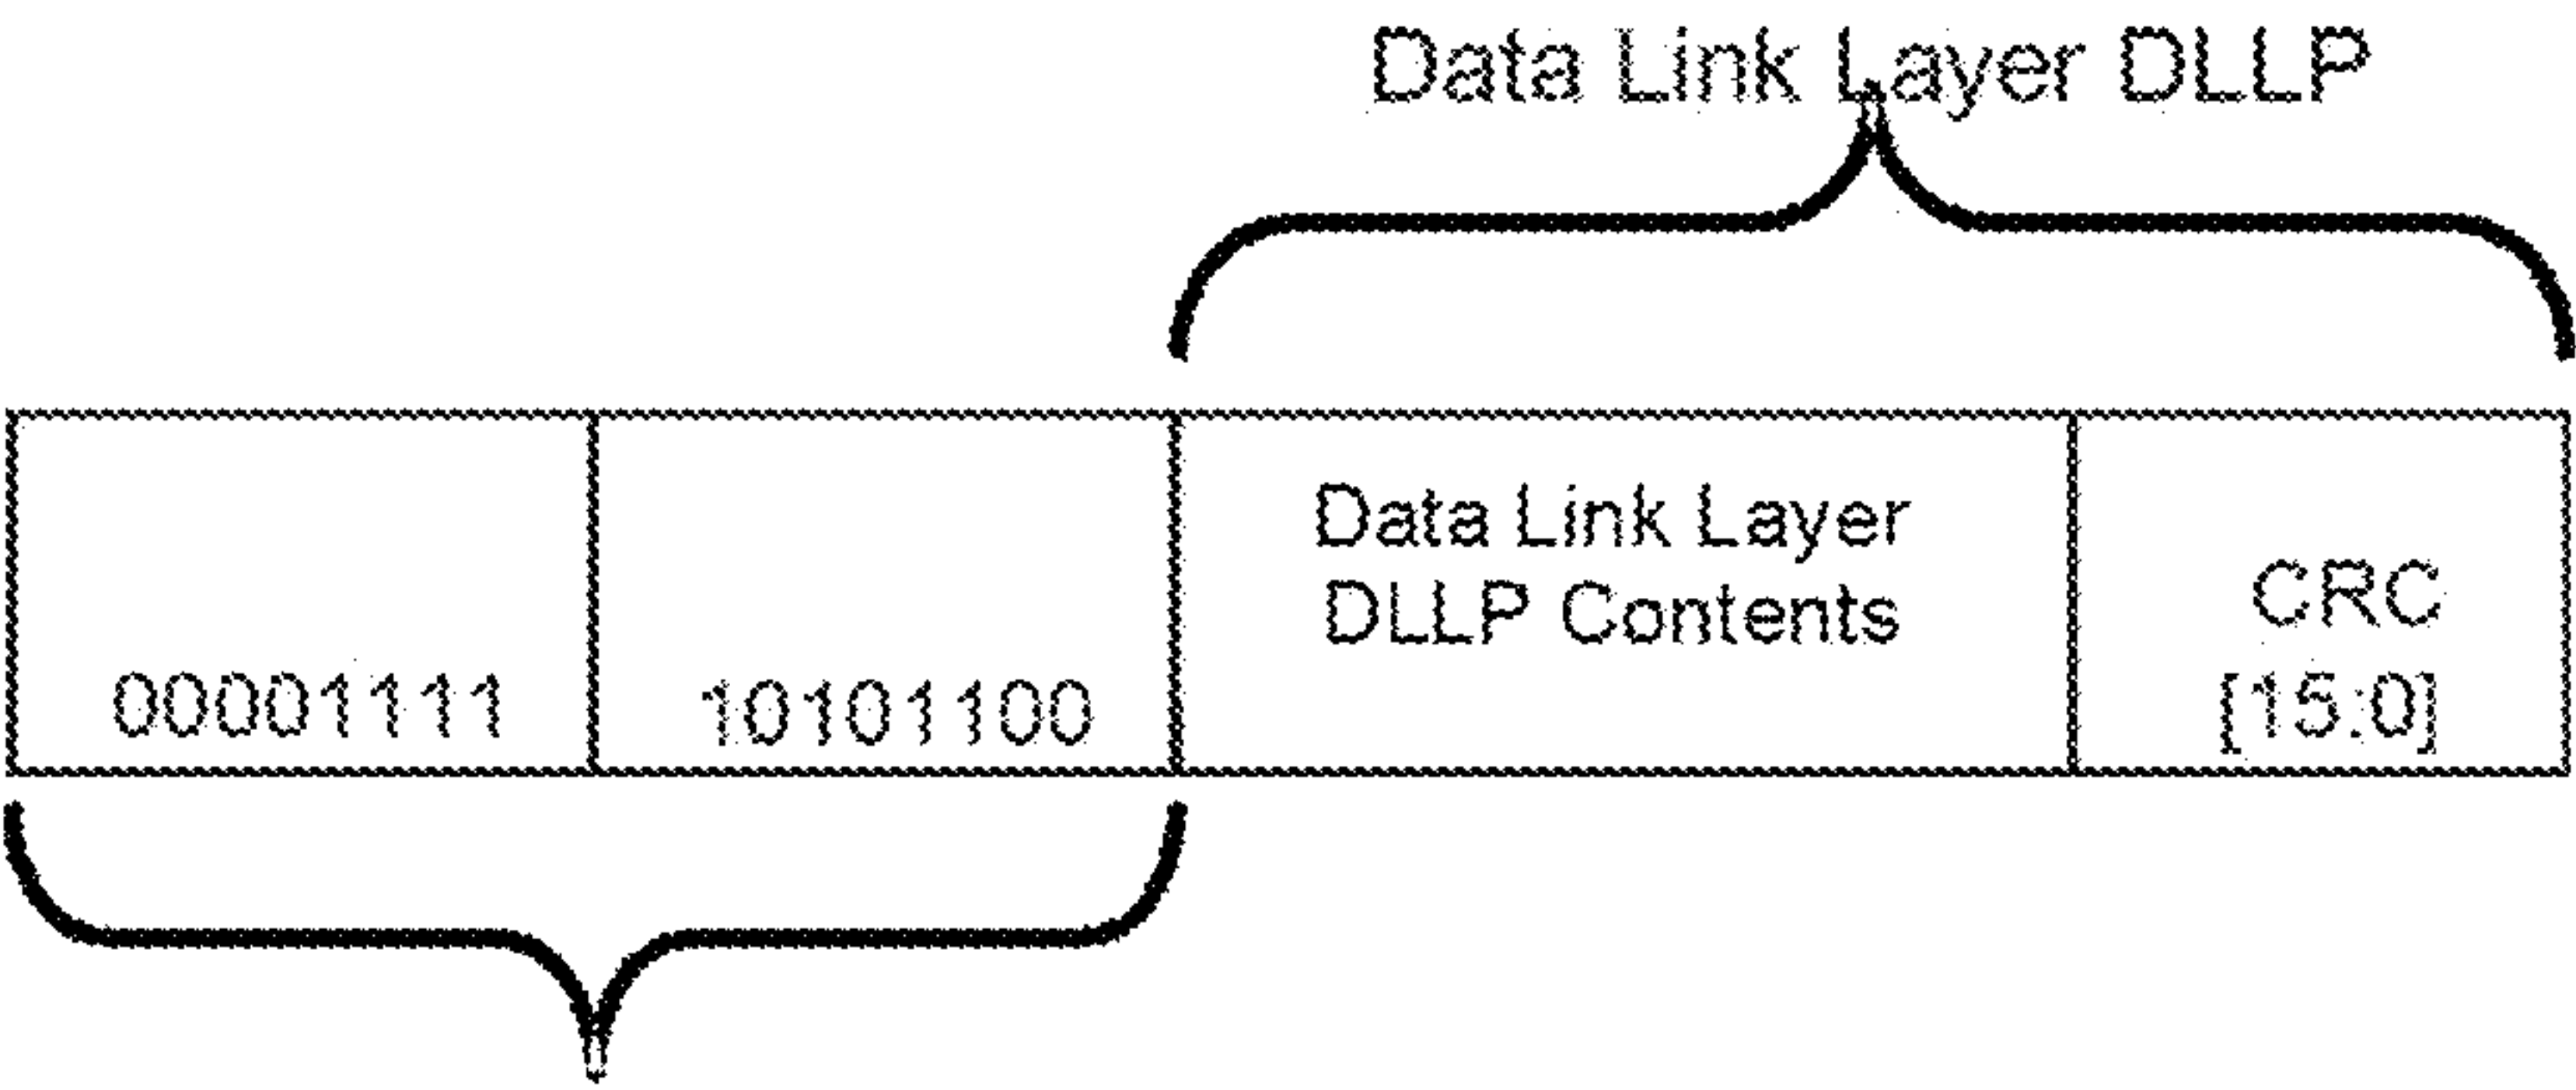 Data Link Layer DLLP
00001111
10101100
Data Link Layer
DLLP Contents
CRC
[15:0]